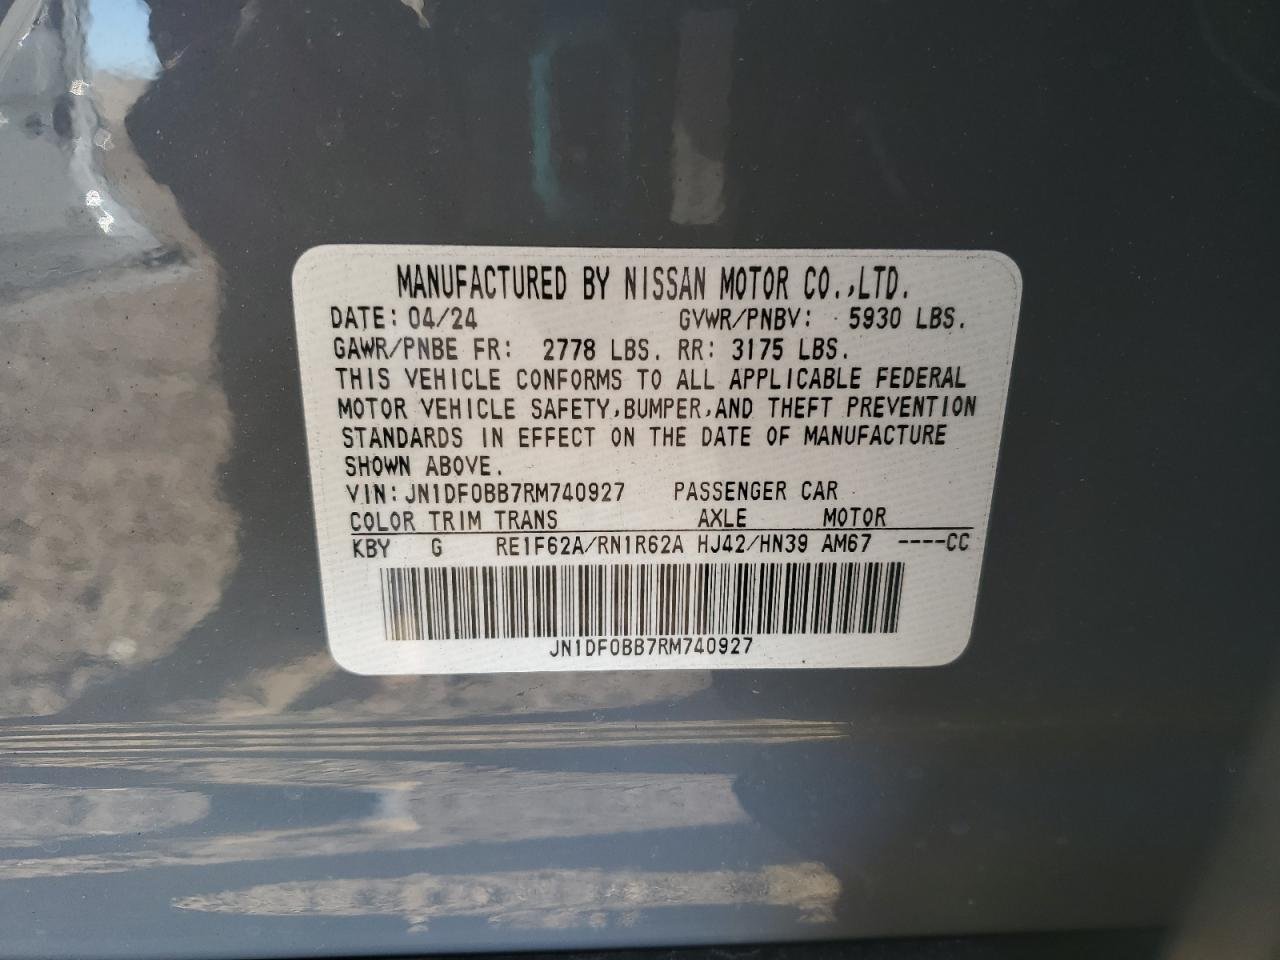 MANUFACTURED BY NISSAN MOTOR CO.,LTD.
DATE: 04/24 GVWR/PNBV: 5930 LBS.
GAWR/PNBE FR: 2778 LBS. RR: 3175 LBS.
THIS VEHICLE CONFORMS TO ALL APPLICABLE FEDERAL
MOTOR VEHICLE SAFETY,BUMPER,AND THEFT PREVENTION
STANDARDS IN EFFECT ON THE DATE OF MANUFACTURE
SHOWN ABOVE.
VIN: JN1DF0BB7RM740927 PASSENGER CAR
COLOR TRIM TRANS AXLE MOTOR
KBY G RE1F62A/RN1R62A HJ42/HN39 AM67 ----CC
JN1DF0BB7RM740927